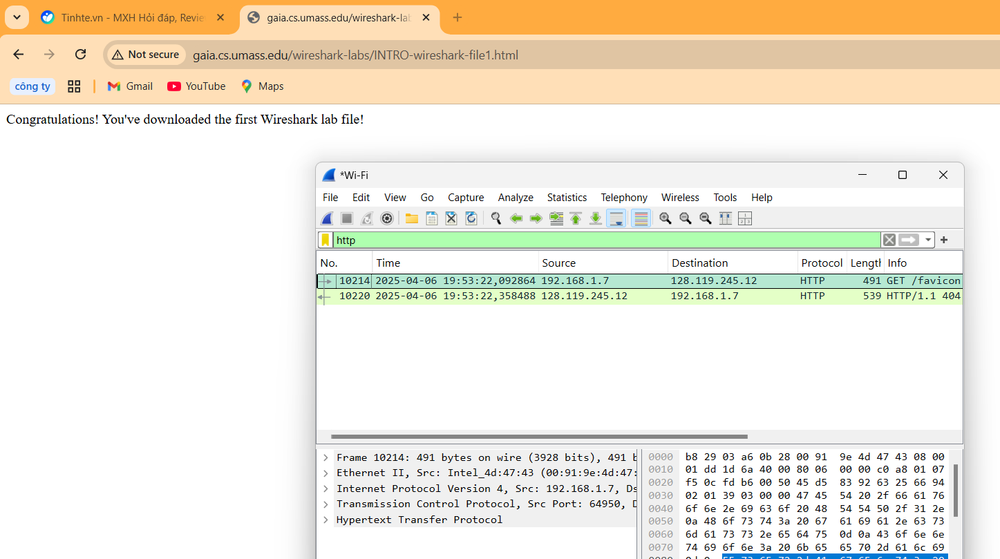 Tinhte.vn - MXH Hỏi đáp, Revie
gaia.cs.umass.edu/wireshark-lab
Not secure
gaia.cs.umass.edu/wireshark-labs/INTRO-wireshark-file1.html
công ty
Gmail
YouTube
Maps
Congratulations! You've downloaded the first Wireshark lab file!
*Wi-Fi
File Edit View Go Capture Analyze Statistics Telephony Wireless Tools Help
http
No. Time Source Destination Protocol Length Info
10214 2025-04-06 19:53:22,092864 192.168.1.7 128.119.245.12 HTTP 491 GET /favicon
10220 2025-04-06 19:53:22,358488 128.119.245.12 192.168.1.7 HTTP 539 HTTP/1.1 404
Frame 10214: 491 bytes on wire (3928 bits), 491 b
Ethernet II, Src: Intel_4d:47:43 (00:91:9e:4d:47:
Internet Protocol Version 4, Src: 192.168.1.7, Ds
Transmission Control Protocol, Src Port: 64950, D
Hypertext Transfer Protocol
0000 b8 29 03 a6 0b 28 00 91 9e 4d 47 43 08 00
0010 01 dd 1d 6a 40 00 80 06 00 00 c0 a8 01 07
0020 f5 0c fd b6 00 50 45 d5 83 92 63 25 66 94
0030 02 01 39 03 00 00 47 45 54 20 2f 66 61 76
0040 6f 6e 2e 69 63 6f 20 48 54 54 50 2f 31 2e
0050 0a 48 6f 73 74 3a 20 67 61 69 61 2e 63 73
0060 6d 61 73 73 2e 65 64 75 0d 0a 43 6f 6e 6e
0070 74 69 6f 6e 3a 20 6b 65 65 70 2d 61 6c 69